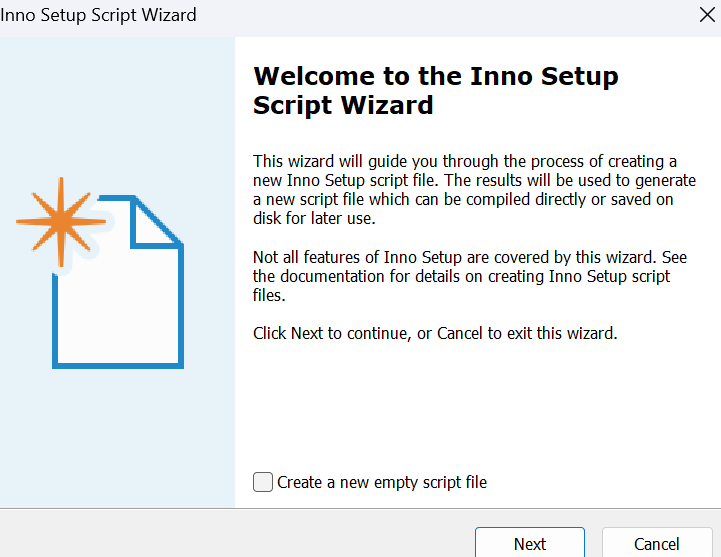 Inno Setup Script Wizard
Welcome to the Inno Setup
Script Wizard
This wizard will guide you through the process of creating a
new Inno Setup script file. The results will be used to generate
a new script file which can be compiled directly or saved on
disk for later use.
Not all features of Inno Setup are covered by this wizard. See
the documentation for details on creating Inno Setup script
files.
Click Next to continue, or Cancel to exit this wizard.
Create a new empty script file
Next
Cancel